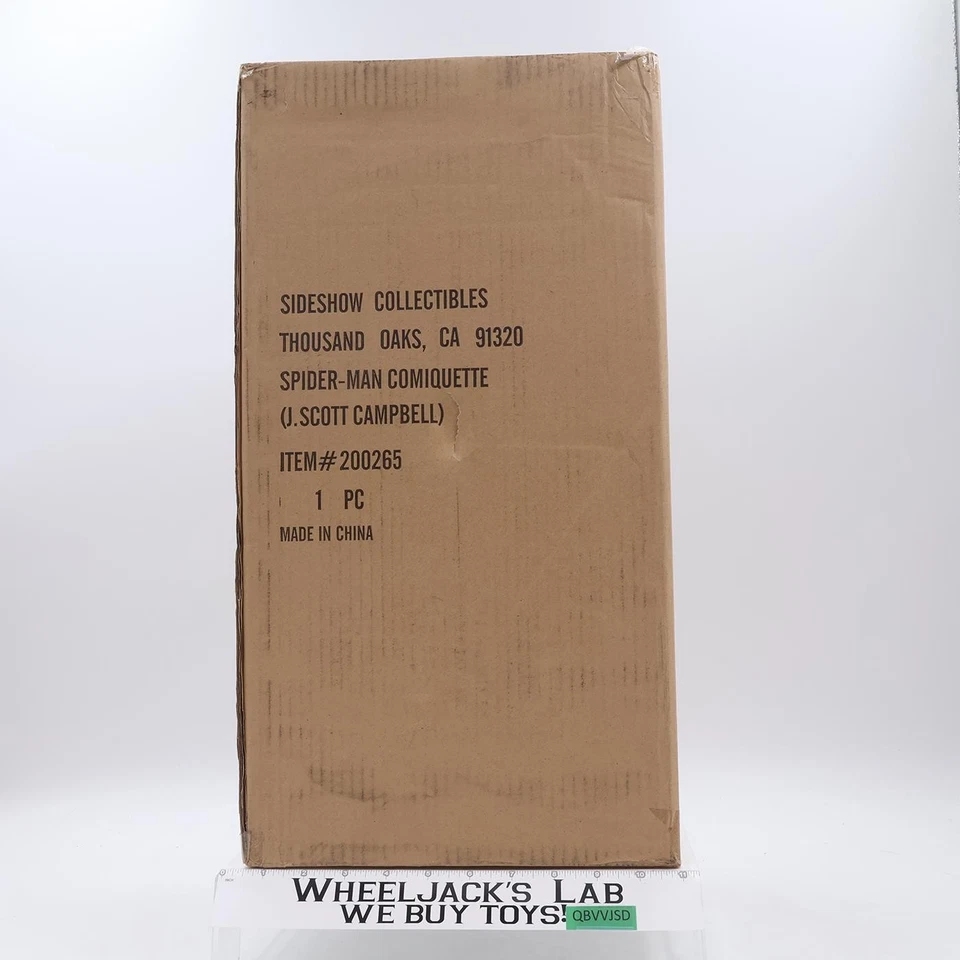 SIDESHOW COLLECTIBLES
THOUSAND OAKS, CA 91320
SPIDER-MAN COMIQUETTE
(J. SCOTT CAMPBELL)
ITEM# 200265
1 PC
MADE IN CHINA
WHEELJACK'S LAB
WE BUY TOYS!
QBVVJSD